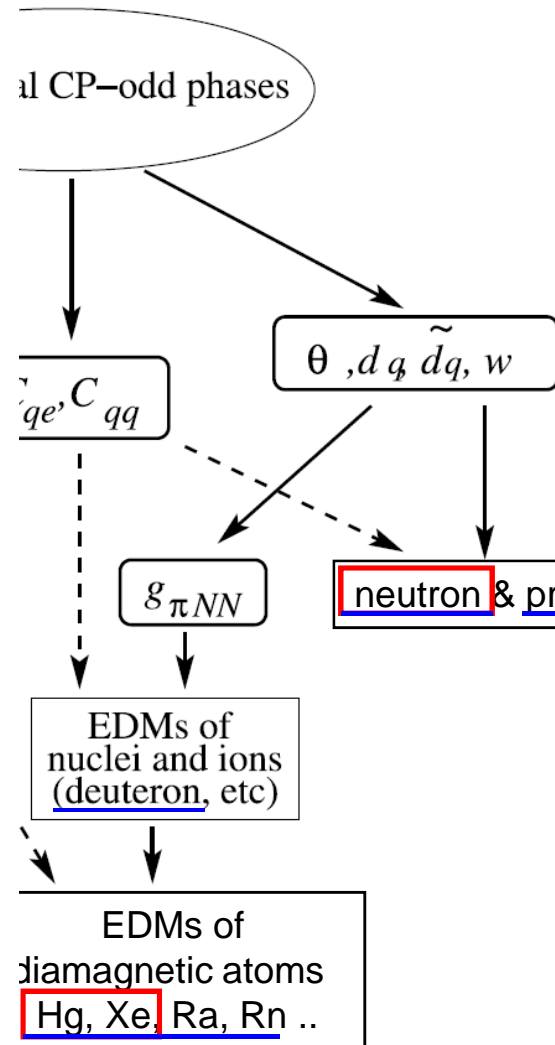 al CP–odd phases
θ , d q, d̃q, w
qe, C qq
g πNN
neutron & pr
EDMs of
nuclei and ions
(deuteron, etc)
EDMs of
diamagnetic atoms
Hg, Xe, Ra, Rn ..